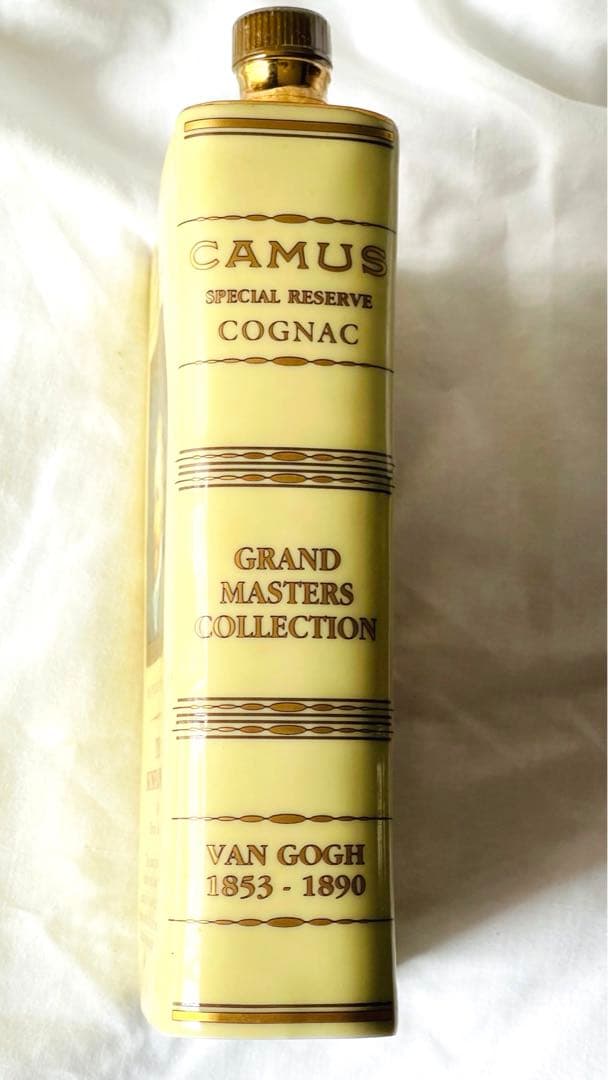 CAMUS
SPECIAL RESERVE
COGNAC
GRAND
MASTERS
COLLECTION
VAN GOGH
1853 - 1890